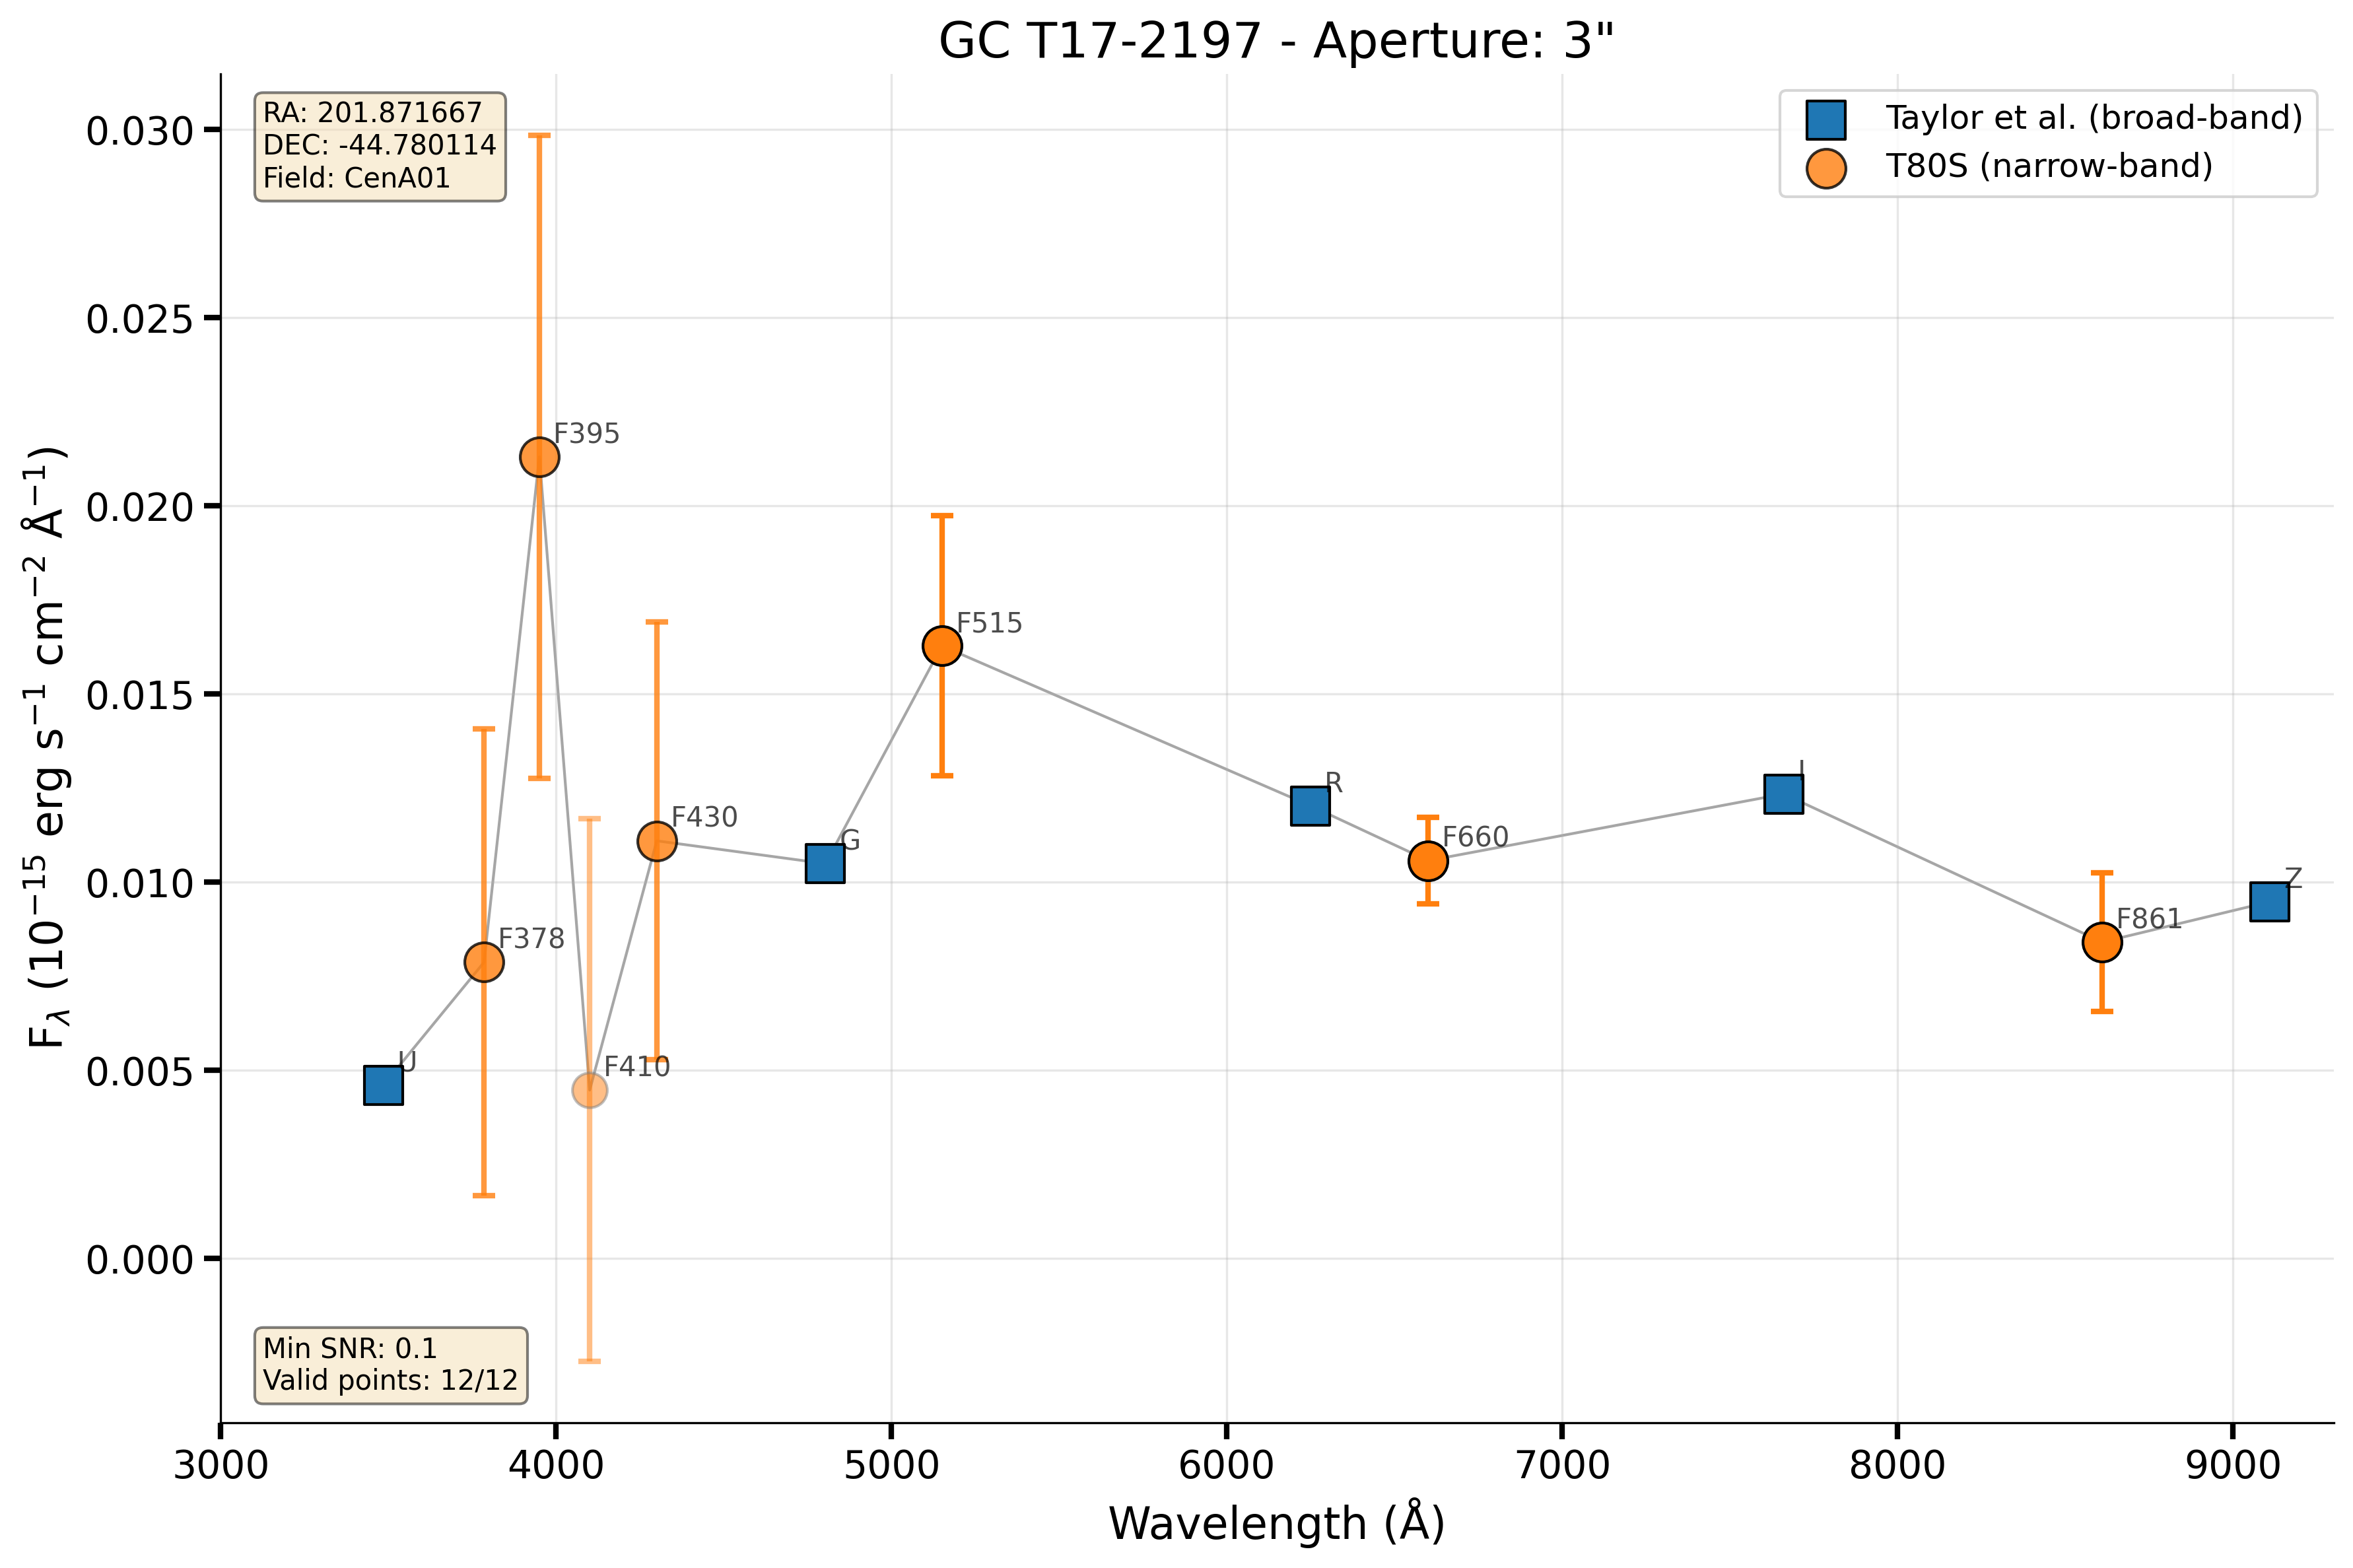 GC T17-2197 - Aperture: 3"
RA: 201.871667
DEC: -44.780114
Field: CenA01
Taylor et al. (broad-band)
T80S (narrow-band)
0.030
0.025
0.020
0.015
0.010
0.005
0.000
F_λ (10⁻¹⁵ erg s⁻¹ cm⁻² Å⁻¹)
U
F378
F395
F410
F430
G
F515
R
F660
I
F861
Z
Min SNR: 0.1
Valid points: 12/12
3000 4000 5000 6000 7000 8000 9000
Wavelength (Å)